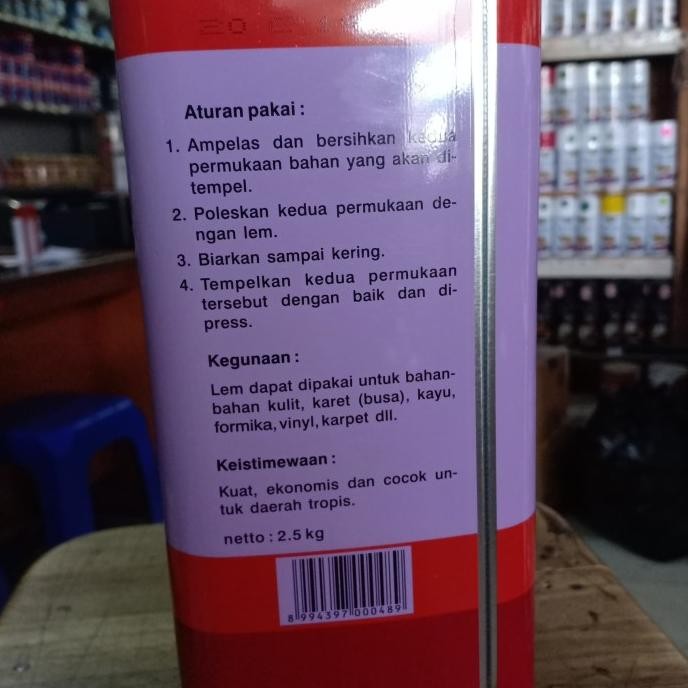 Aturan pakai :
1. Ampelas dan bersihkan kedua
permukaan bahan yang akan di-
tempel.
2. Poleskan kedua permukaan de-
ngan lem.
3. Biarkan sampai kering.
4. Tempelkan kedua permukaan
tersebut dengan baik dan di-
press.
Kegunaan :
Lem dapat dipakai untuk bahan-
bahan kulit, karet (busa), kayu,
formika, vinyl, karpet dll.
Keistimewaan :
Kuat, ekonomis dan cocok un-
tuk daerah tropis.
netto : 2.5 kg
8 994397 000489